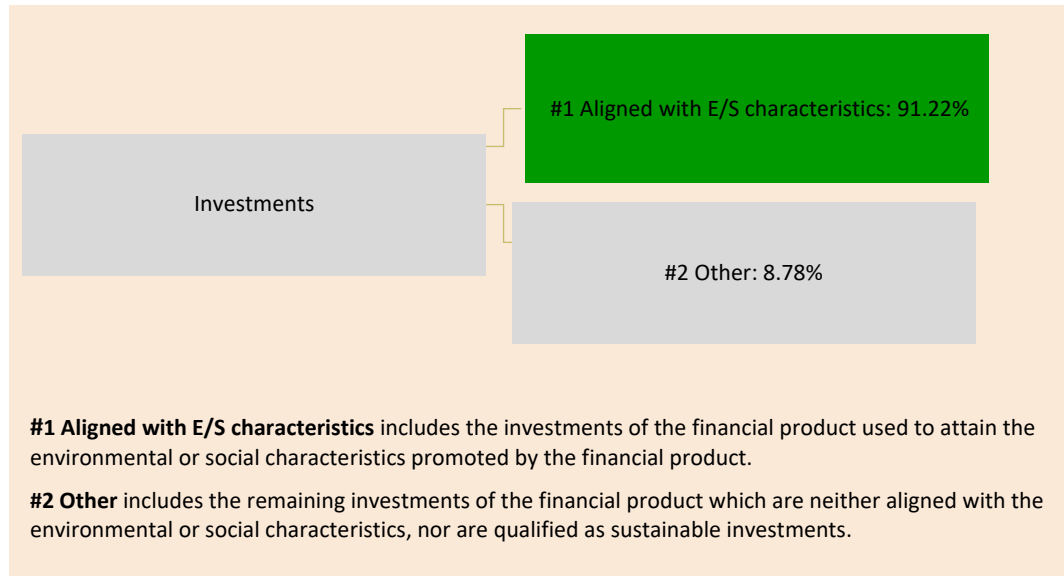 #1 Aligned with E/S characteristics: 91.22%
Investments
#2 Other: 8.78%
#1 Aligned with E/S characteristics includes the investments of the financial product used to attain the
environmental or social characteristics promoted by the financial product.
#2 Other includes the remaining investments of the financial product which are neither aligned with the
environmental or social characteristics, nor are qualified as sustainable investments.